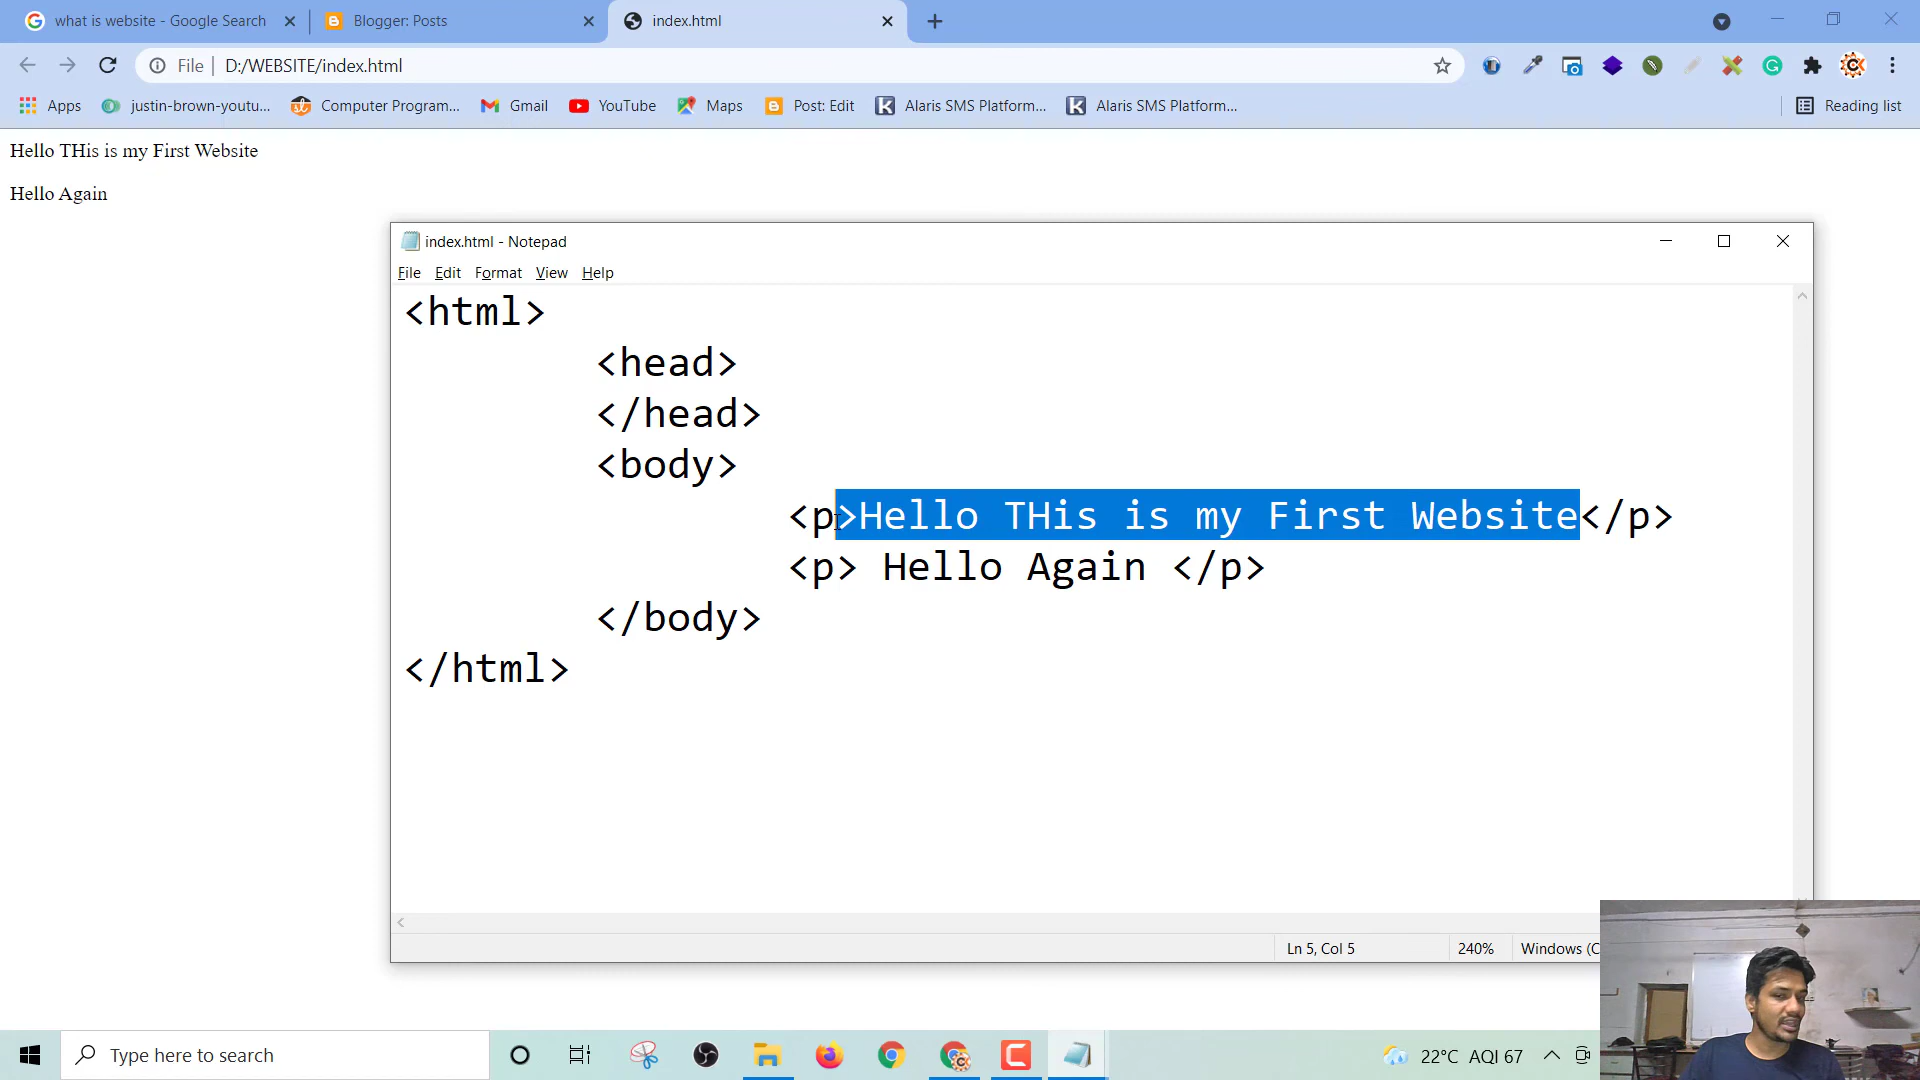 what is website - Google Search
Blogger: Posts
index.html
File
D:/WEBSITE/index.html
Apps
justin-brown-youtu...
Computer Program...
Gmail
YouTube
Maps
Post: Edit
Alaris SMS Platform...
Alaris SMS Platform...
Reading list
Hello THis is my First Website
Hello Again
index.html - Notepad
File Edit Format View Help
<html>
<head>
</head>
<body>
<p>Hello THis is my First Website</p>
<p> Hello Again </p>
</body>
</html>
Ln 5, Col 5
240%
Windows (C
Type here to search
22°C AQI 67